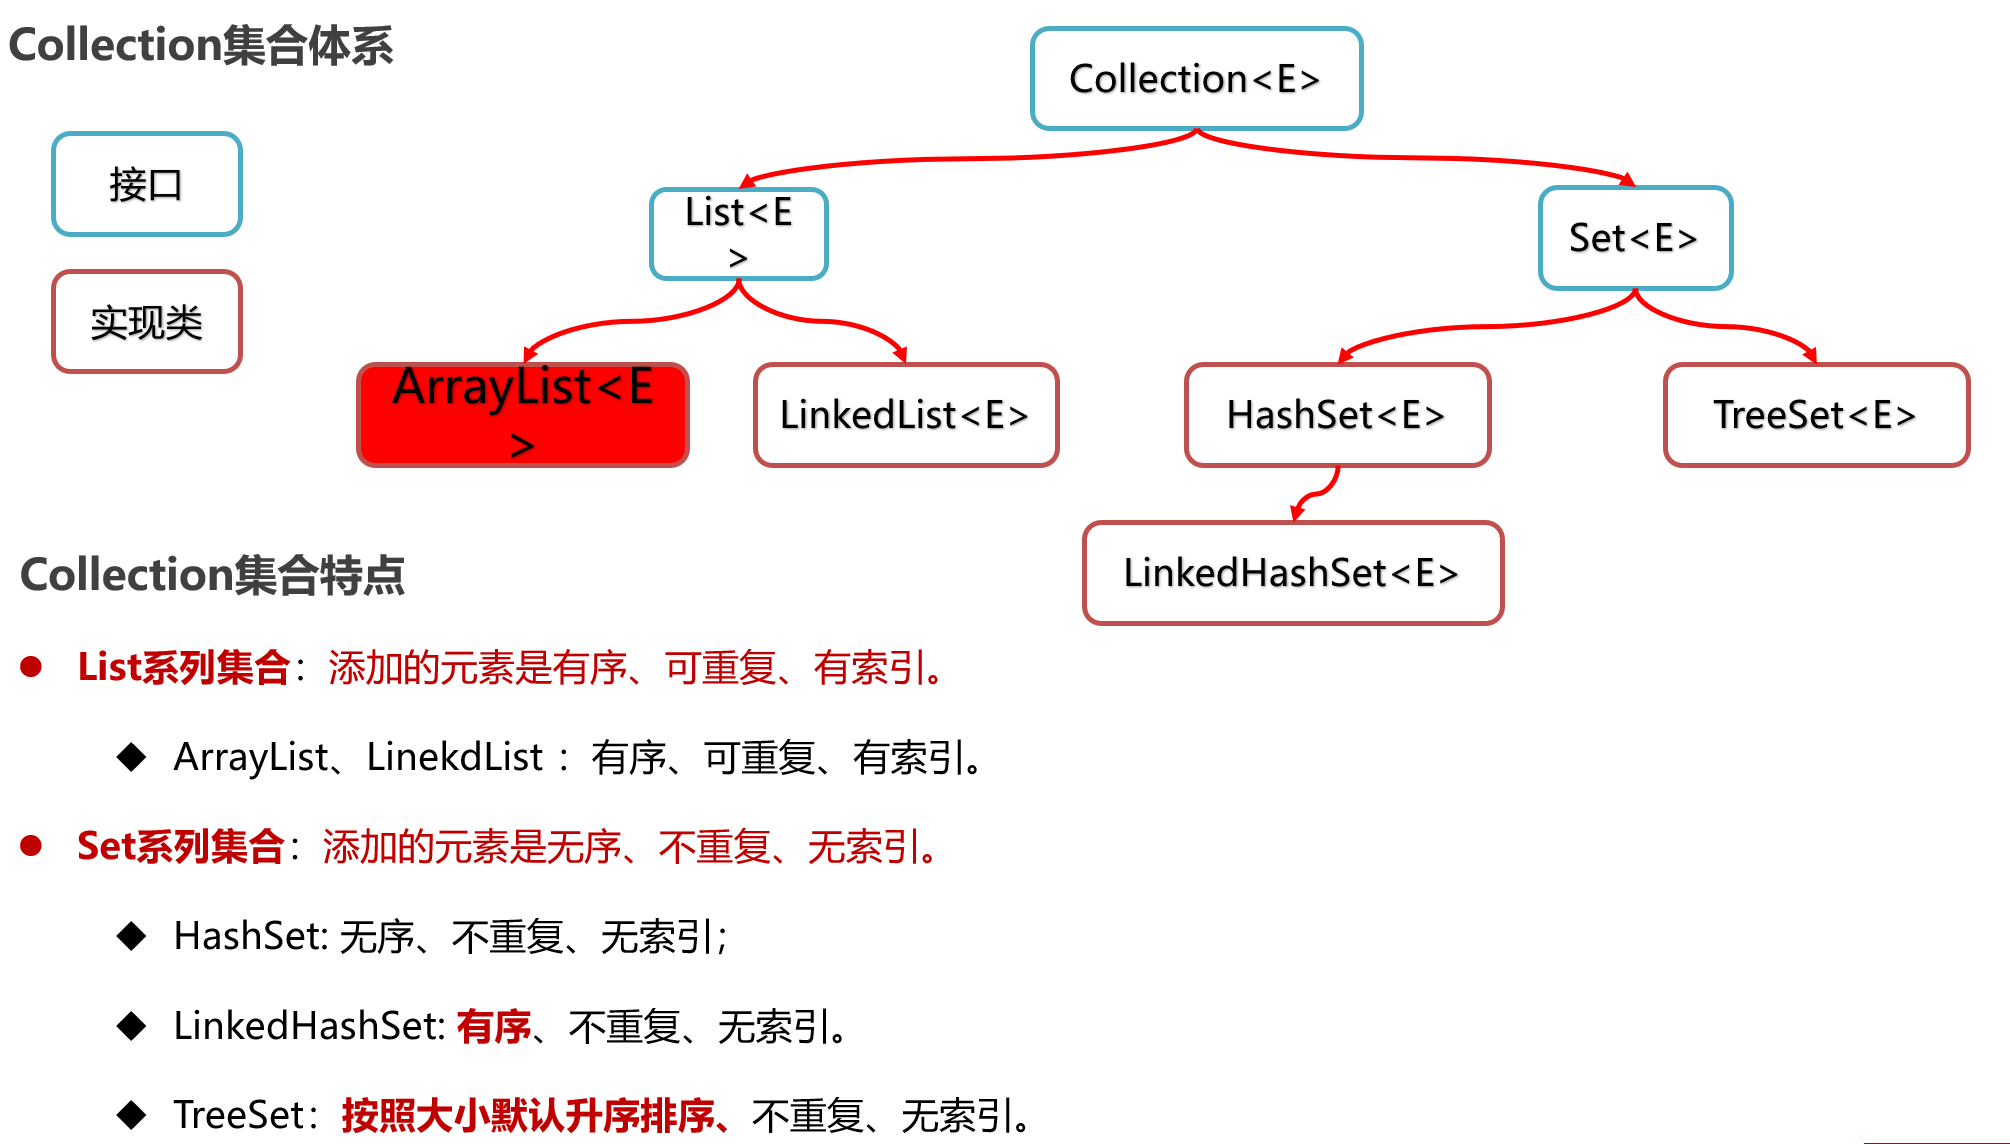 Collection集合体系
Collection<E>
接口
List<E
>
Set<E>
实现类
ArrayList<E
>
LinkedList<E>
HashSet<E>
TreeSet<E>
LinkedHashSet<E>
Collection集合特点
● List系列集合：添加的元素是有序、可重复、有索引。
◆ ArrayList、LinekdList ：有序、可重复、有索引。
● Set系列集合：添加的元素是无序、不重复、无索引。
◆ HashSet: 无序、不重复、无索引；
◆ LinkedHashSet: 有序、不重复、无索引。
◆ TreeSet：按照大小默认升序排序、不重复、无索引。